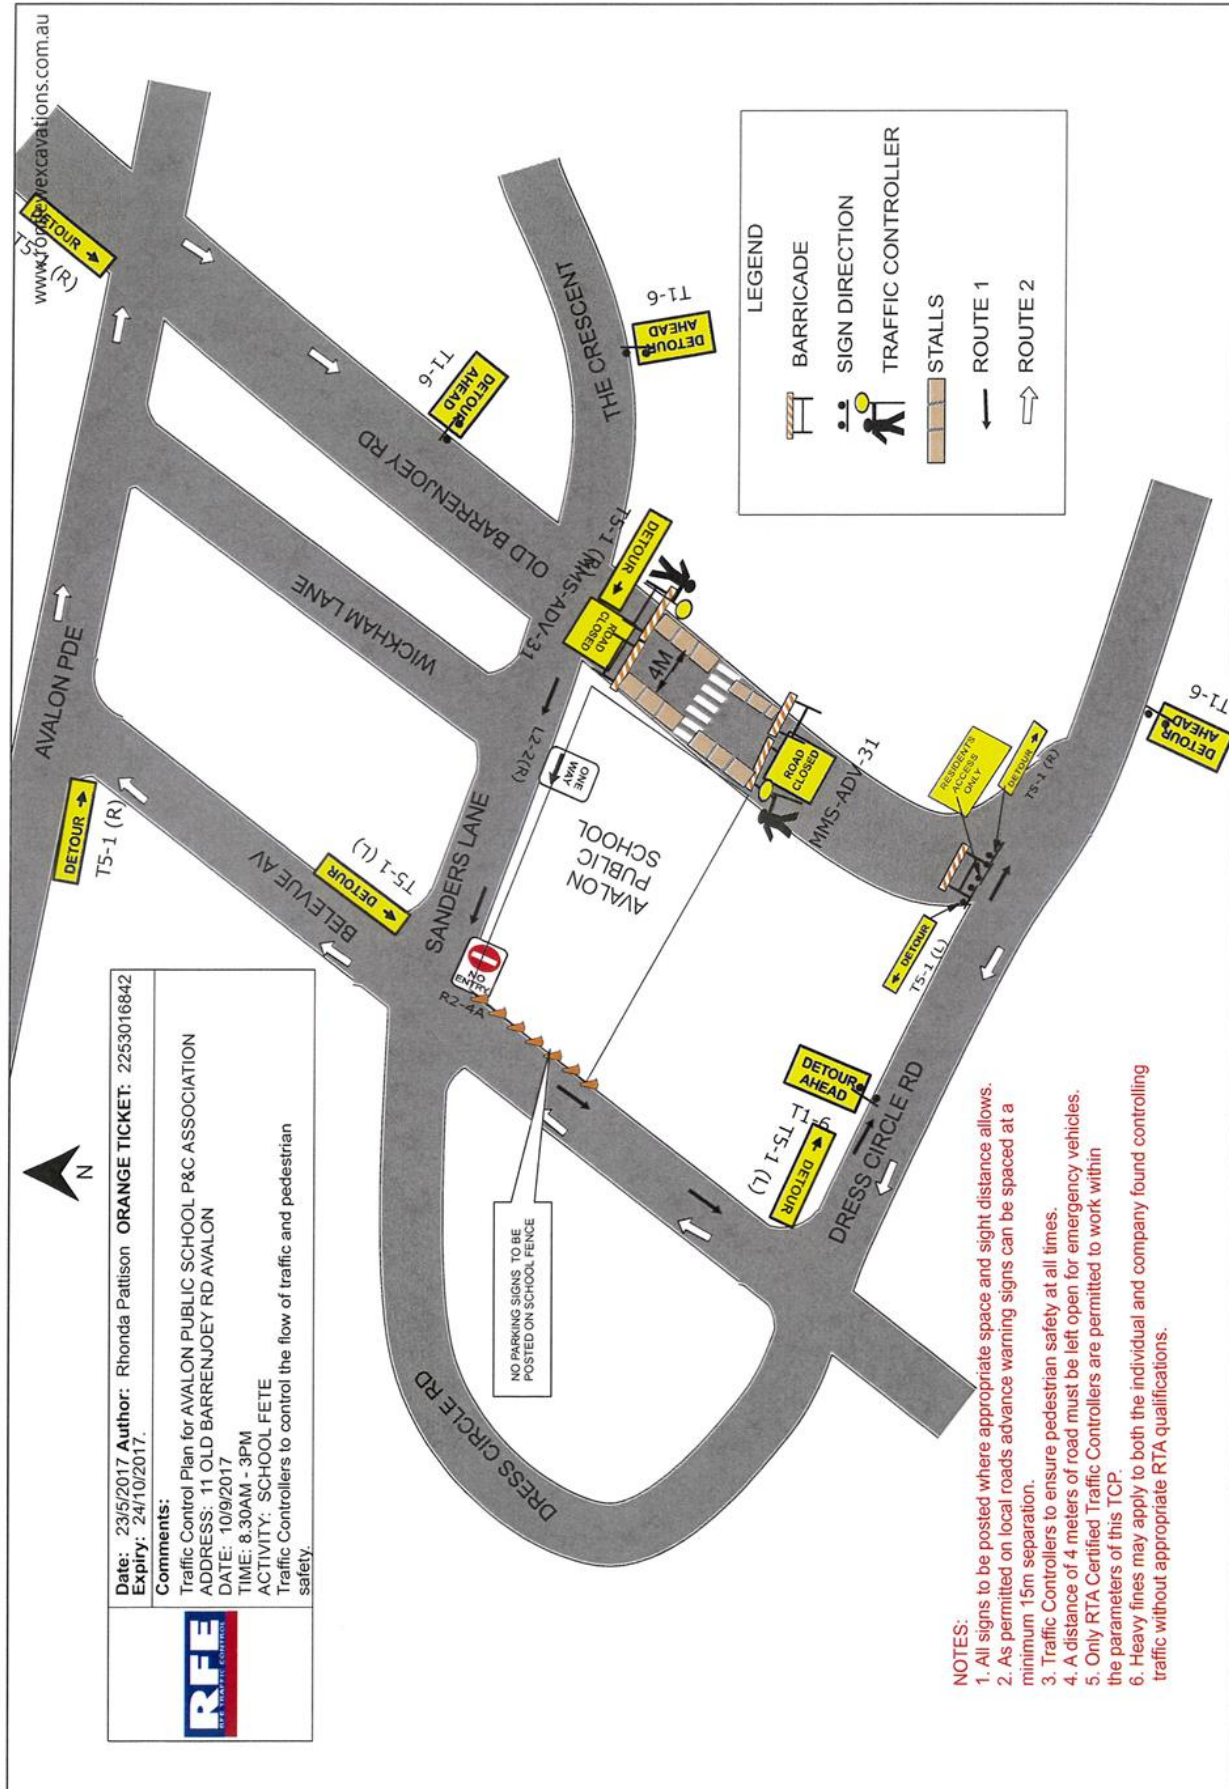 www.romneyexcavations.com.au
Date: 23/5/2017 Author: Rhonda Pattison ORANGE TICKET: 2253016842
Expiry: 24/10/2017.
Comments:
Traffic Control Plan for AVALON PUBLIC SCHOOL P&C ASSOCIATION
ADDRESS: 11 OLD BARRENJOEY RD AVALON
DATE: 10/9/2017
TIME: 8.30AM - 3PM
ACTIVITY: SCHOOL FETE
Traffic Controllers to control the flow of traffic and pedestrian
safety.
RFE
RFE TRAFFIC CONTROL
N
AVALON PDE
DETOUR
T5-1 (R)
DETOUR
T5-1 (R)
BELEVUE AV
DETOUR
T5-1 (L)
WICKHAM LANE
OLD BARRENJOEY RD
DETOUR
AHEAD
T1-6
THE CRESCENT
DETOUR
AHEAD
T1-6
SANDERS LANE
L2-2(R)
ONE
WAY
NO
ENTRY
R2-4A
T5-1 (R)
MMS-ADV-31
DETOUR
ROAD
CLOSED
4M
AVALON
PUBLIC
SCHOOL
ROAD
CLOSED
MMS-ADV-31
NO PARKING SIGNS TO BE
POSTED ON SCHOOL FENCE
DRESS CIRCLE RD
DRESS CIRCLE RD
DETOUR
AHEAD
T1-6
T5-1 (L)
DETOUR
DETOUR
T5-1 (L)
RESIDENTS
ACCESS
ONLY
DETOUR
T5-1 (R)
DETOUR
AHEAD
T1-6
LEGEND
BARRICADE
SIGN DIRECTION
TRAFFIC CONTROLLER
STALLS
ROUTE 1
ROUTE 2
NOTES:
1. All signs to be posted where appropriate space and sight distance allows.
2. As permitted on local roads advance warning signs can be spaced at a
minimum 15m separation.
3. Traffic Controllers to ensure pedestrian safety at all times.
4. A distance of 4 meters of road must be left open for emergency vehicles.
5. Only RTA Certified Traffic Controllers are permitted to work within
the parameters of this TCP.
6. Heavy fines may apply to both the individual and company found controlling
traffic without appropriate RTA qualifications.